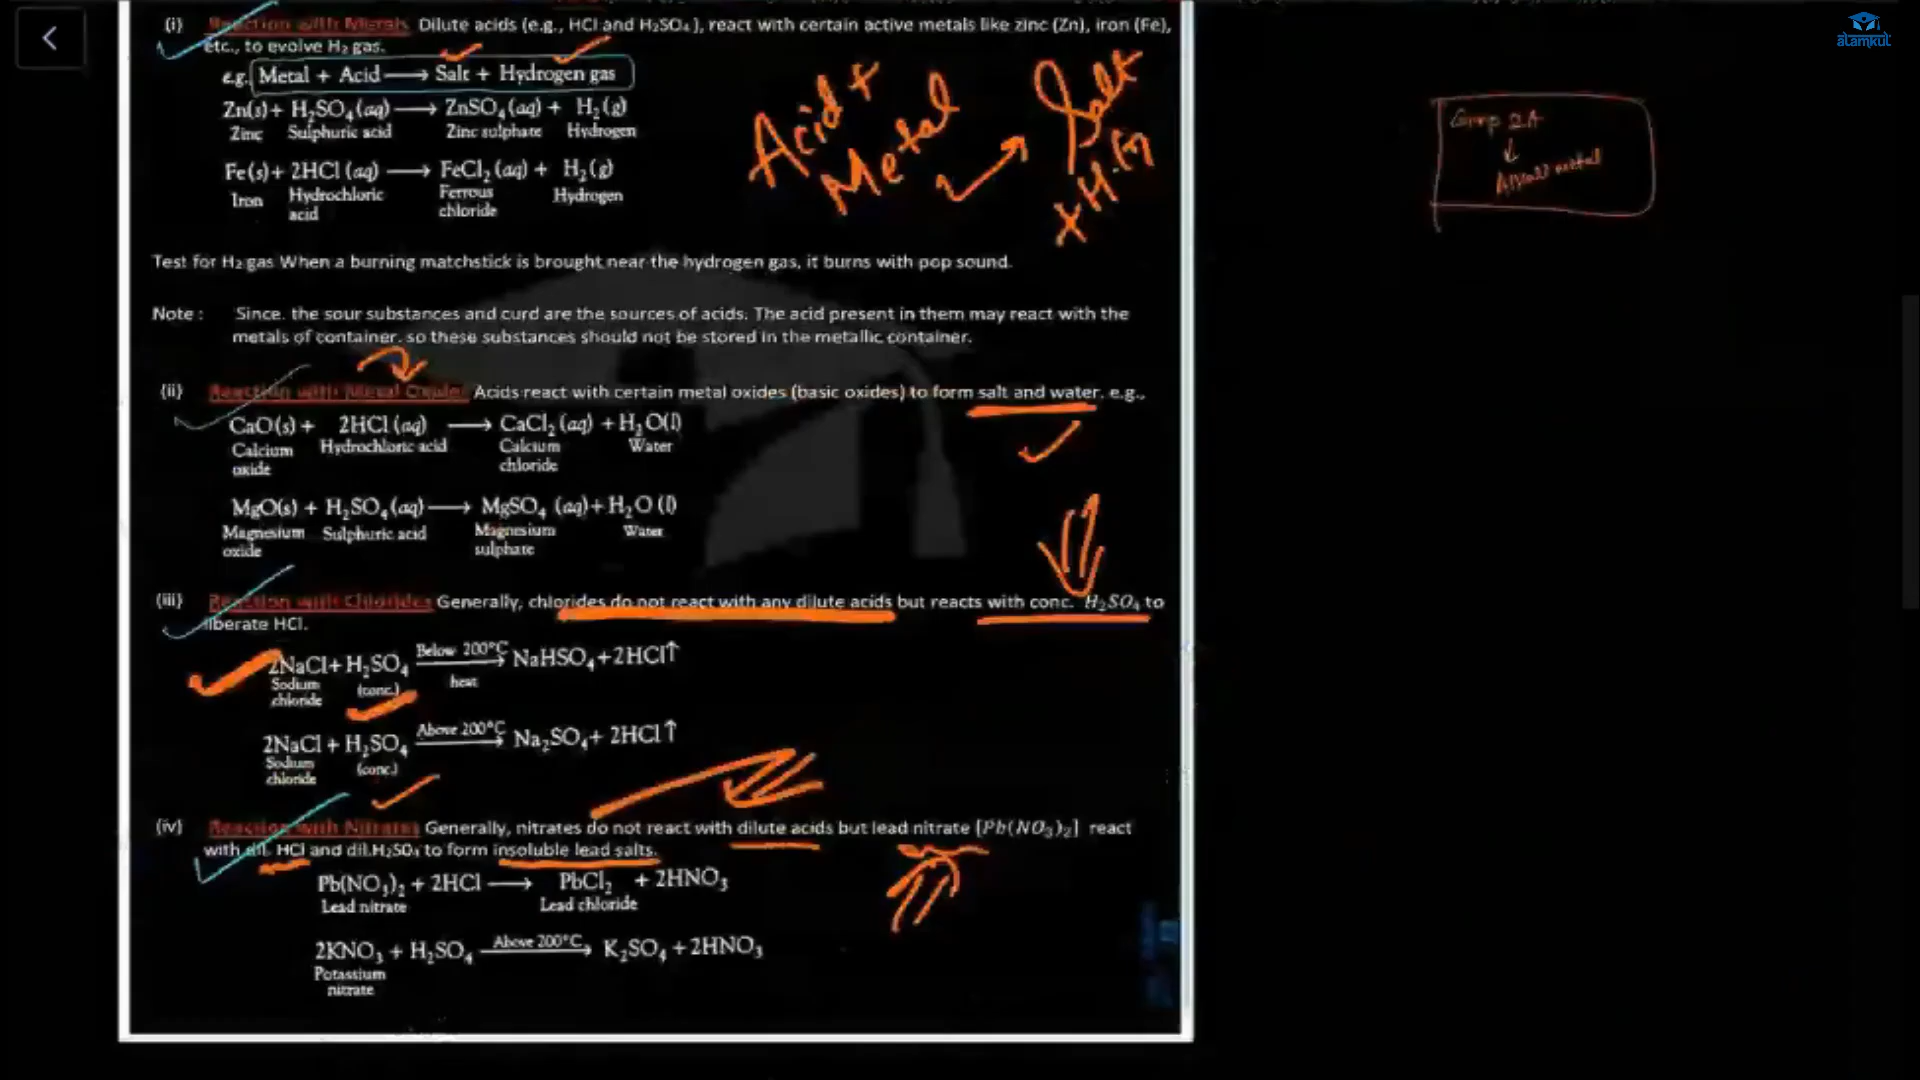 (i) Reaction with Metals Dilute acids (e.g., HCl and H₂SO₄), react with certain active metals like zinc (Zn), iron (Fe),
etc., to evolve H₂ gas.
e.g. Metal + Acid ⟶ Salt + Hydrogen gas
Zn(s) + H₂SO₄(aq) ⟶ ZnSO₄(aq) + H₂(g)
Zinc Sulphuric acid Zinc sulphate Hydrogen
Fe(s) + 2HCl(aq) ⟶ FeCl₂(aq) + H₂(g)
Iron Hydrochloric acid Ferrous chloride Hydrogen
Acid +
Metal
→ Salt
+ H
Test for H₂ gas When a burning matchstick is brought near the hydrogen gas, it burns with pop sound.
Note : Since. the sour substances and curd are the sources of acids. The acid present in them may react with the
metals of container. so these substances should not be stored in the metallic container.
(ii) Reaction with Metal Oxides Acids react with certain metal oxides (basic oxides) to form salt and water. e.g.,
CaO(s) + 2HCl(aq) ⟶ CaCl₂(aq) + H₂O(l)
Calcium oxide Hydrochloric acid Calcium chloride Water
MgO(s) + H₂SO₄(aq) ⟶ MgSO₄ (aq) + H₂O (l)
Magnesium oxide Sulphuric acid Magnesium sulphate Water
(iii) Reaction with Chlorides Generally, chlorides do not react with any dilute acids but reacts with conc. H₂SO₄ to
liberate HCl.
2NaCl + H₂SO₄ Below 200°C ⟶ heat NaHSO₄ + 2HCl↑
Sodium chloride (conc.)
2NaCl + H₂SO₄ Above 200°C ⟶ Na₂SO₄ + 2HCl↑
Sodium chloride (conc.)
(iv) Reaction with Nitrates Generally, nitrates do not react with dilute acids but lead nitrate [Pb(NO₃)₂] react
with dil. HCl and dil.H₂SO₄ to form insoluble lead salts.
Pb(NO₃)₂ + 2HCl ⟶ PbCl₂ + 2HNO₃
Lead nitrate Lead chloride
2KNO₃ + H₂SO₄ Above 200°C ⟶ K₂SO₄ + 2HNO₃
Potassium nitrate
Group 2A
↓
metal
alamkul